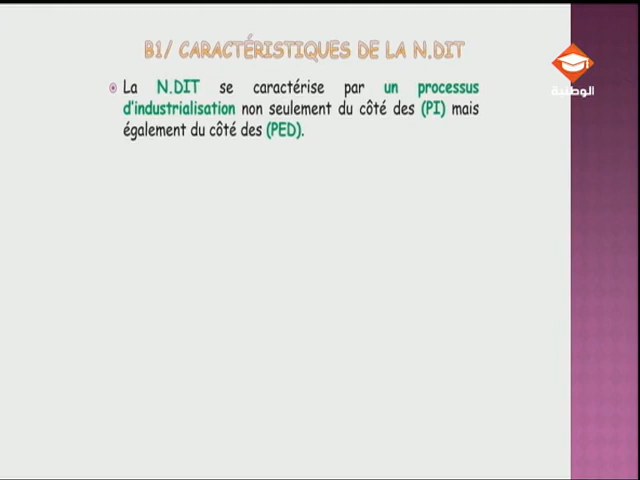 B1/ CARACTÉRISTIQUES DE LA N.DIT
La N.DIT se caractérise par un processus
d'industrialisation non seulement du côté des (PI) mais
également du côté des (PED).
الوطنية